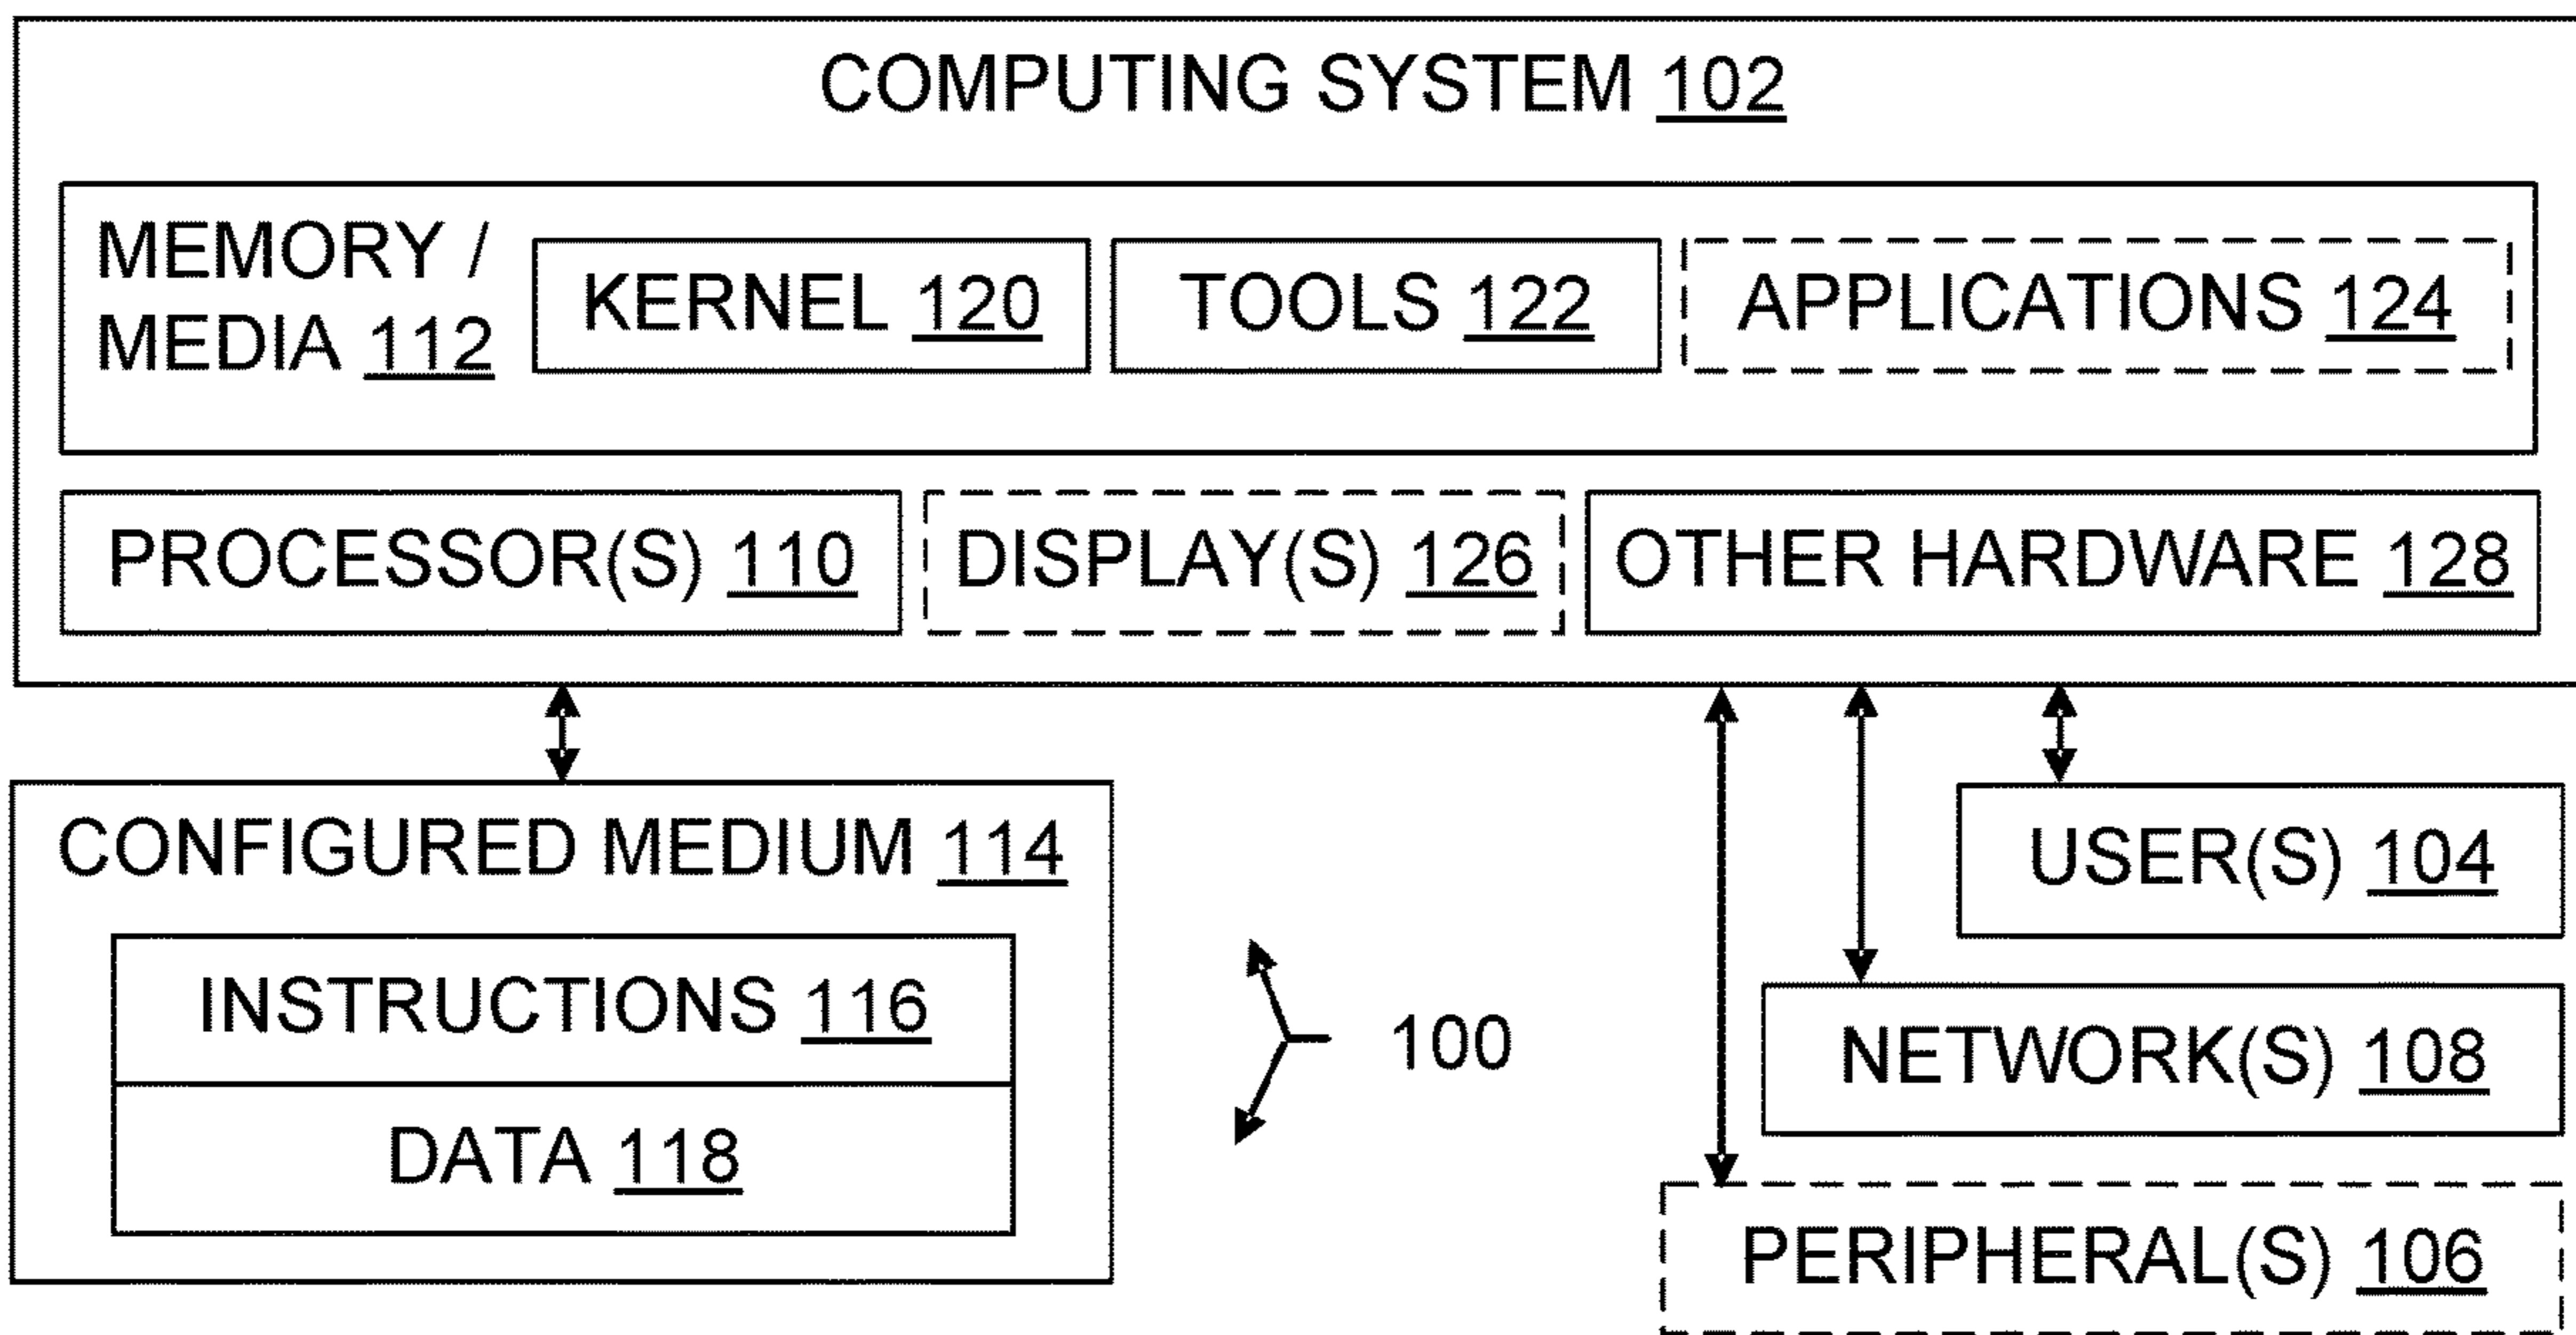 COMPUTING SYSTEM 102
MEMORY /
MEDIA 112
KERNEL 120
TOOLS 122
APPLICATIONS 124
PROCESSOR(S) 110
DISPLAY(S) 126
OTHER HARDWARE 128
CONFIGURED MEDIUM 114
INSTRUCTIONS 116
DATA 118
100
USER(S) 104
NETWORK(S) 108
PERIPHERAL(S) 106